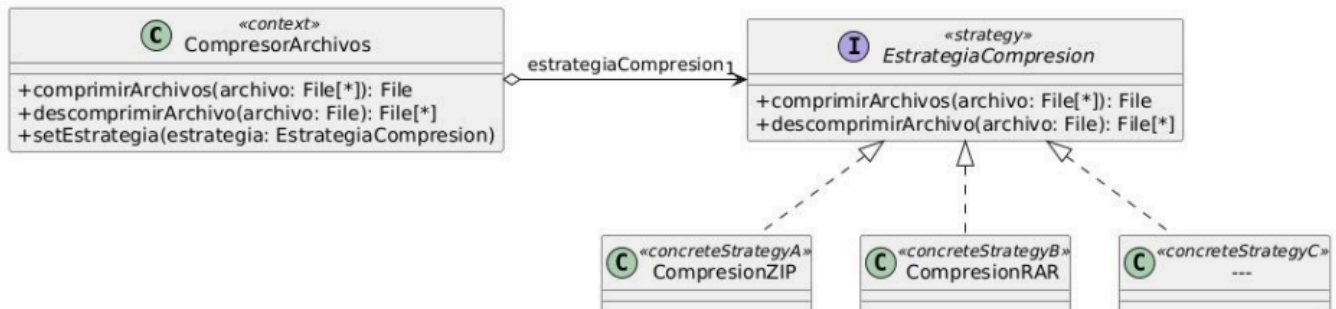 C «context»
CompresorArchivos
+comprimirArchivos(archivo: File[*]): File
+descomprimirArchivo(archivo: File): File[*]
+setEstrategia(estrategia: EstrategiaCompresion)
estrategiaCompresion 1
I «strategy»
EstrategiaCompresion
+comprimirArchivos(archivo: File[*]): File
+descomprimirArchivo(archivo: File): File[*]
C «concreteStrategyA»
CompresionZIP
C «concreteStrategyB»
CompresionRAR
C «concreteStrategyC»
---